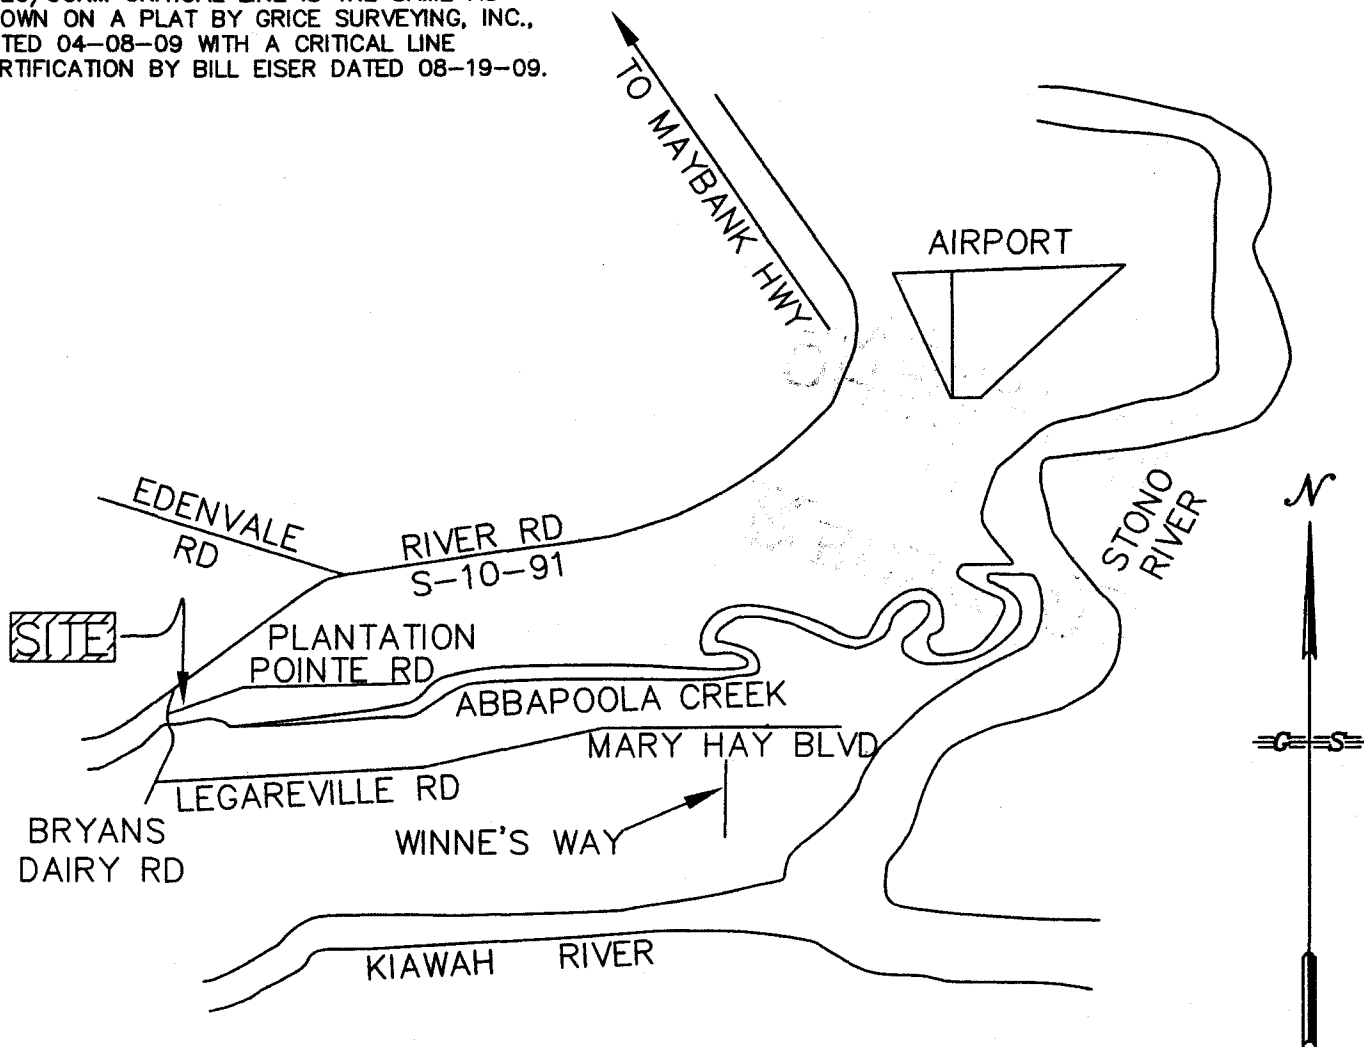 OWN ON A PLAT BY GRICE SURVEYING, INC.,
TED 04-08-09 WITH A CRITICAL LINE
RTIFICATION BY BILL EISER DATED 08-19-09.
TO MAYBANK HWY
AIRPORT
EDENVALE
RD
RIVER RD
S-10-91
STONO
RIVER
N
SITE
PLANTATION
POINTE RD
ABBAPOOLA CREEK
MARY HAY BLVD
G S
LEGAREVILLE RD
BRYANS
DAIRY RD
WINNE'S WAY
KIAWAH RIVER